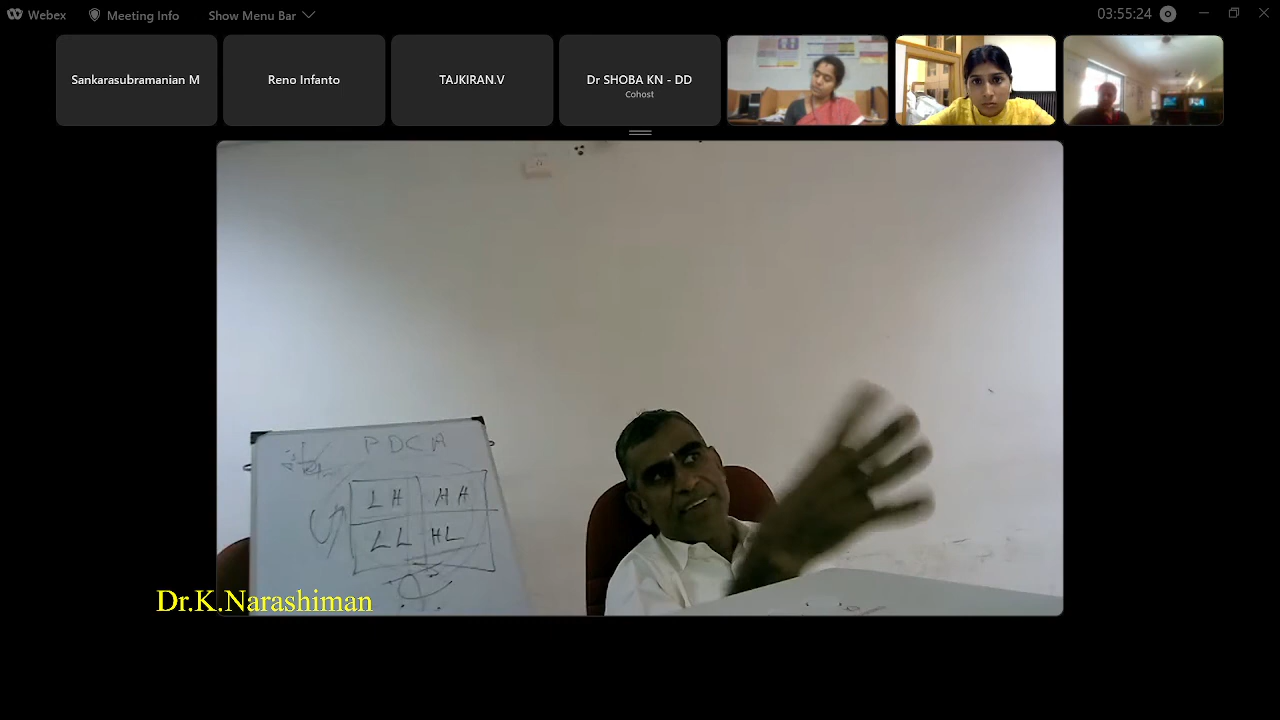 Webex Meeting Info Show Menu Bar 03:55:24
Sankarasubramanian M
Reno Infanto
TAJKIRAN.V
Dr SHOBA KN - DD
Cohost
PDCA
LH HH
LL HL
Dr.K.Narashiman